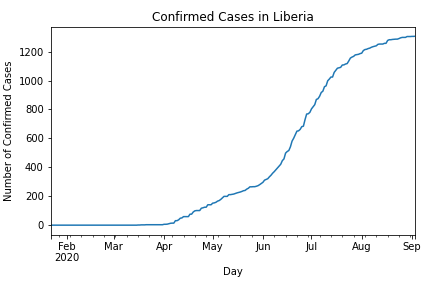 Confirmed Cases in Liberia
Number of Confirmed Cases
1200
1000
800
600
400
200
0
Feb Mar Apr May Jun Jul Aug Sep
2020
Day